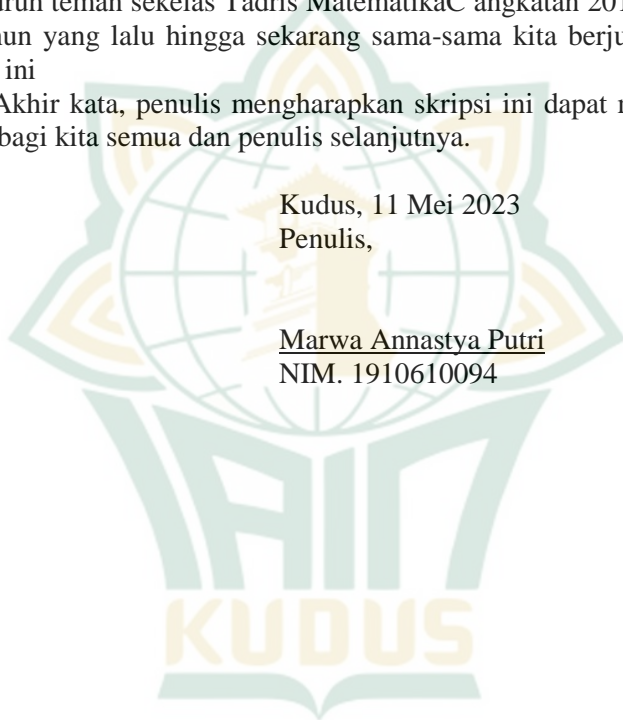 uruh teman sekelas Tadris MatematikaC angkatan 201
un yang lalu hingga sekarang sama-sama kita berju
ini
Akhir kata, penulis mengharapkan skripsi ini dapat
bagi kita semua dan penulis selanjutnya.
Kudus, 11 Mei 2023
Penulis,
Marwa Annastya Putri
NIM. 1910610094
IAIN
KUDUS